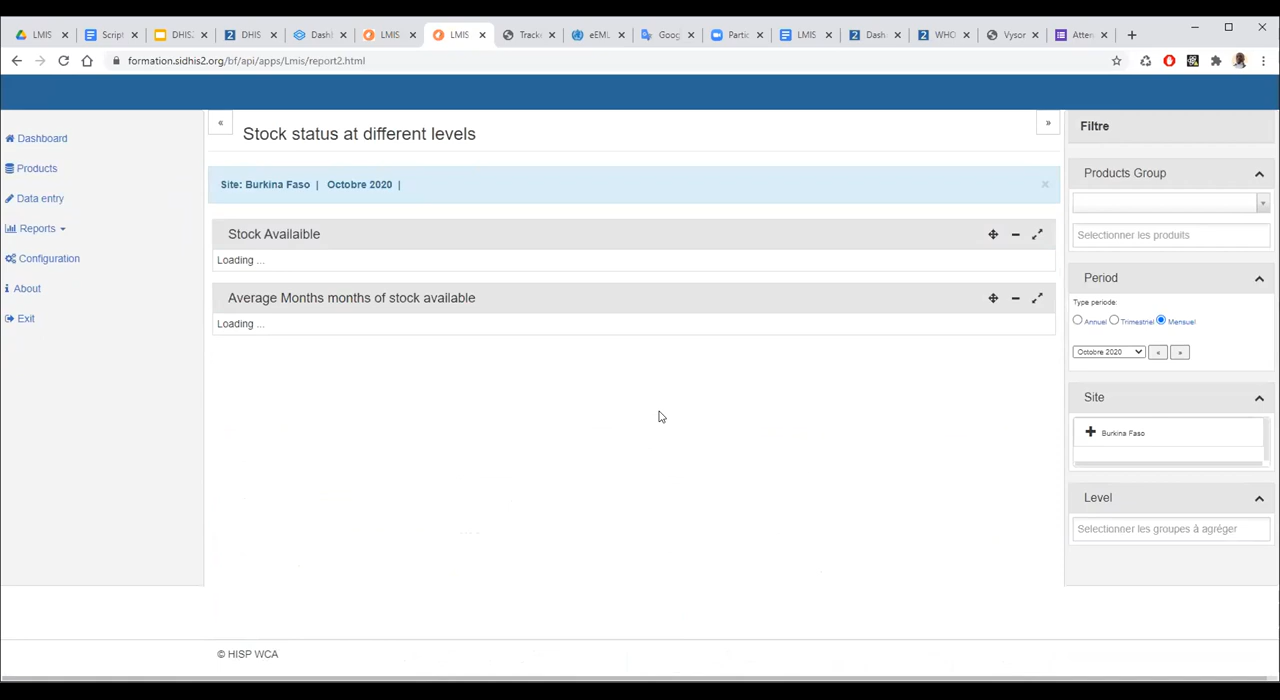 LMIS
Script
DHIS2
DHIS
Dashl
LMIS
LMIS
Tracke
eEML
Goog
Partic
LMIS
Dash
WHO
Vysor
Atten
formation.sidhis2.org/bf/api/apps/Lmis/report2.html
Dashboard
Products
Data entry
Reports
Configuration
About
Exit
«
Stock status at different levels
»
Site: Burkina Faso | Octobre 2020 |
×
Stock Availaible
Loading ...
Average Months months of stock available
Loading ...
Filtre
Products Group
Selectionner les produits
Period
Type periode:
Annuel Trimestriel Mensuel
Octobre 2020 « »
Site
Burkina Faso
Level
Selectionner les groupes à agréger
© HISP WCA